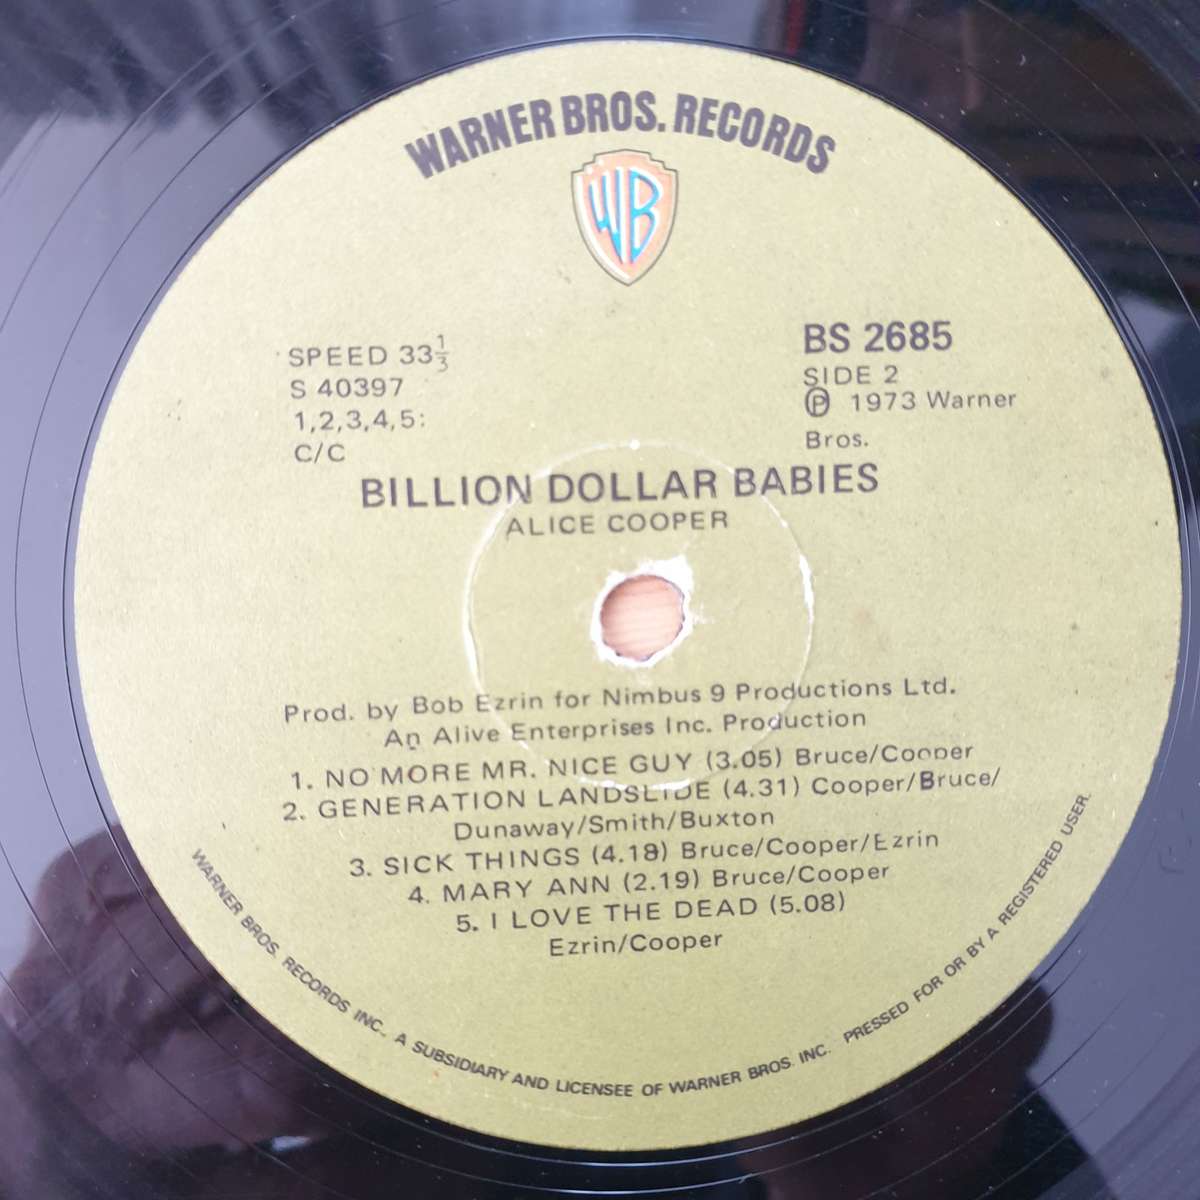 WARNER BROS. RECORDS
WB
SPEED 33⅓
S 40397
1,2,3,4,5:
C/C
BS 2685
SIDE 2
Ⓟ 1973 Warner
Bros.
BILLION DOLLAR BABIES
ALICE COOPER
Prod. by Bob Ezrin for Nimbus 9 Productions Ltd.
An Alive Enterprises Inc. Production
1. NO MORE MR. NICE GUY (3.05) Bruce/Cooper
2. GENERATION LANDSLIDE (4.31) Cooper/Bruce/
Dunaway/Smith/Buxton
3. SICK THINGS (4.18) Bruce/Cooper/Ezrin
4. MARY ANN (2.19) Bruce/Cooper
5. I LOVE THE DEAD (5.08)
Ezrin/Cooper
WARNER BROS. RECORDS INC., A SUBSIDIARY AND LICENSEE OF WARNER BROS. INC. PRESSED FOR OR BY A REGISTERED USER.